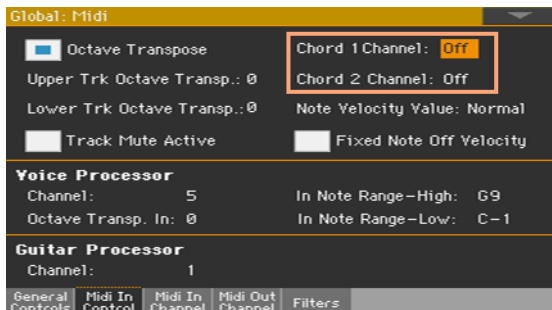 Global: Midi
Octave Transpose
Chord 1 Channel: Off
Upper Trk Octave Transp.: 0
Chord 2 Channel: Off
Lower Trk Octave Transp.: 0
Note Velocity Value: Normal
Track Mute Active
Fixed Note Off Velocity
Voice Processor
Channel: 5
In Note Range-High: G9
Octave Transp. In: 0
In Note Range-Low: C-1
Guitar Processor
Channel: 1
General Controls
Midi In Control
Midi In Channel
Midi Out Channel
Filters